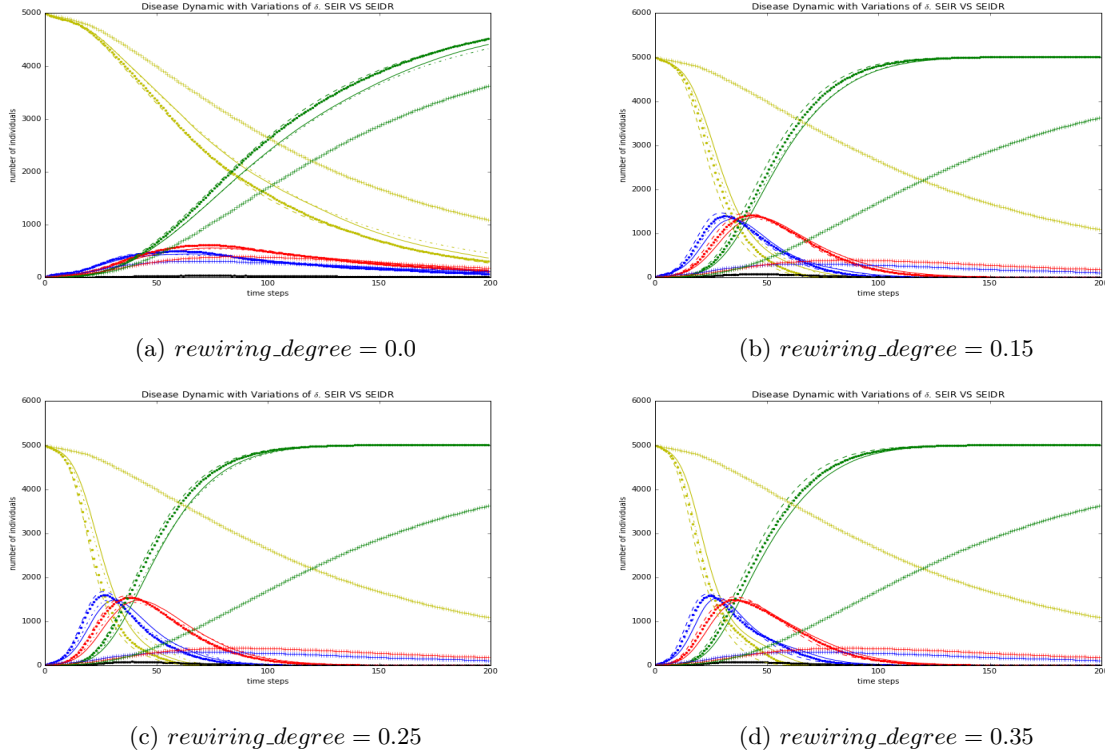 Disease Dynamic with Variations of δ. SEIR VS SEIDR
5000
4000
3000
2000
1000
0
number of individuals
0 50 100 150 200
time steps
(a) rewiring_degree = 0.0
Disease Dynamic with Variations of δ. SEIR VS SEIDR
6000
5000
4000
3000
2000
1000
0
number of individuals
0 50 100 150 200
time steps
(b) rewiring_degree = 0.15
Disease Dynamic with Variations of δ. SEIR VS SEIDR
6000
5000
4000
3000
2000
1000
0
number of individuals
0 50 100 150 200
time steps
(c) rewiring_degree = 0.25
Disease Dynamic with Variations of δ. SEIR VS SEIDR
6000
5000
4000
3000
2000
1000
0
number of individuals
0 50 100 150 200
time steps
(d) rewiring_degree = 0.35